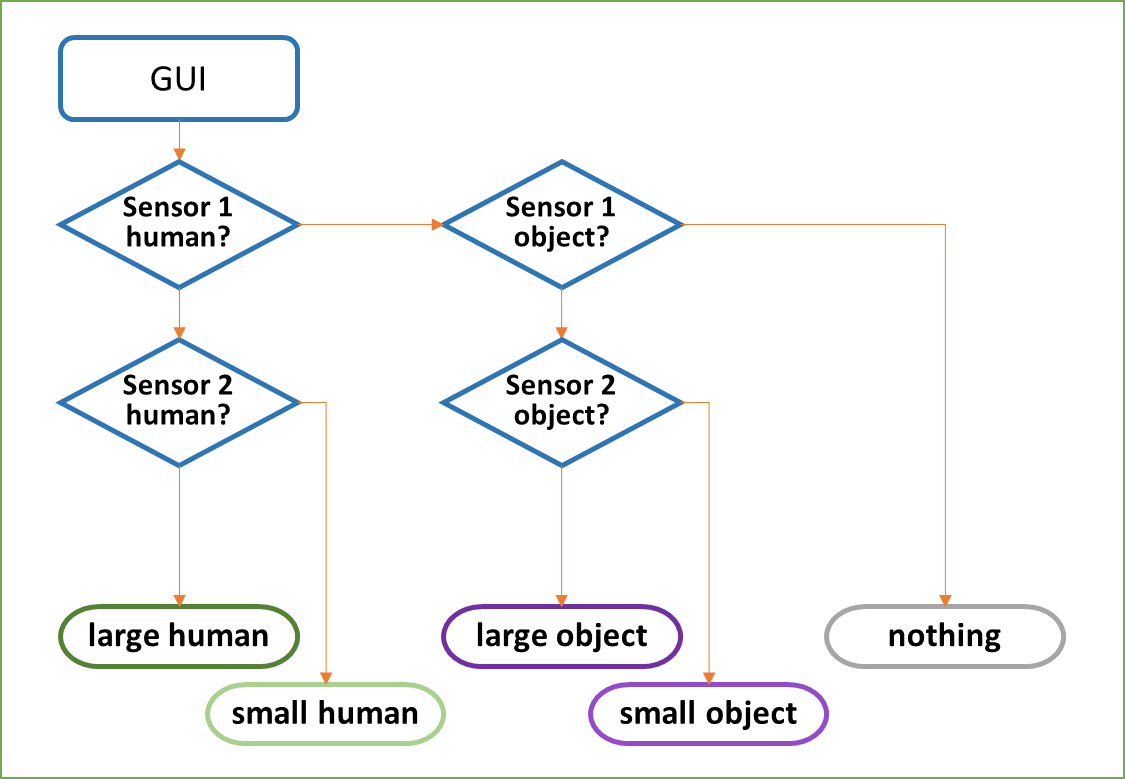 GUI
Sensor 1
human?
Sensor 1
object?
Sensor 2
human?
Sensor 2
object?
large human
large object
nothing
small human
small object